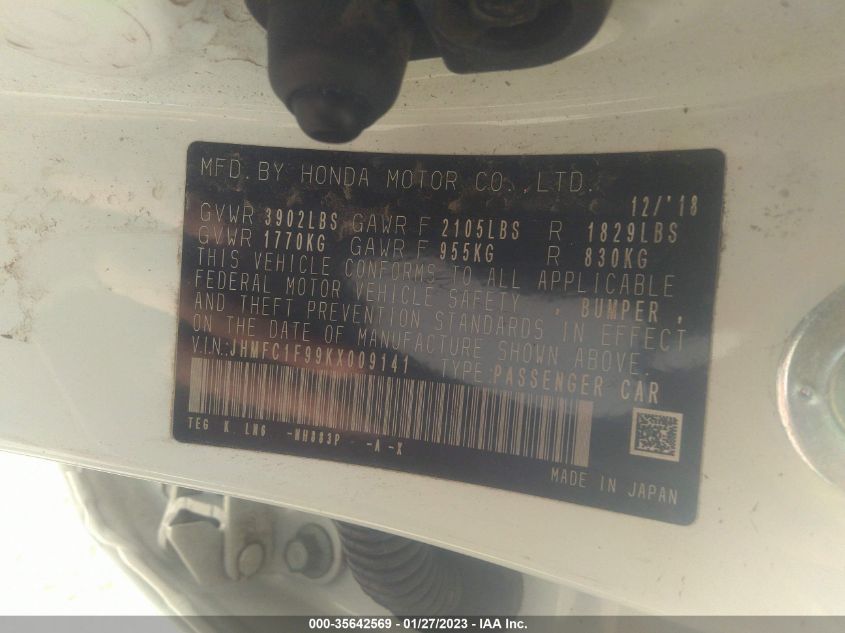 MFD. BY HONDA MOTOR CO., LTD. 12/'18
GVWR 3902LBS GAWR F 2105LBS R 1829LBS
GVWR 1770KG GAWR F 955KG R 830KG
THIS VEHICLE CONFORMS TO ALL APPLICABLE
FEDERAL MOTOR VEHICLE SAFETY , BUMPER ,
AND THEFT PREVENTION STANDARDS IN EFFECT
ON THE DATE OF MANUFACTURE SHOWN ABOVE.
V.I.N.:JHMFC1F99KX009141 TYPE:PASSENGER CAR
TEG K LNG -NH883P -A -X
MADE IN JAPAN
000-35642569 - 01/27/2023 - IAA Inc.